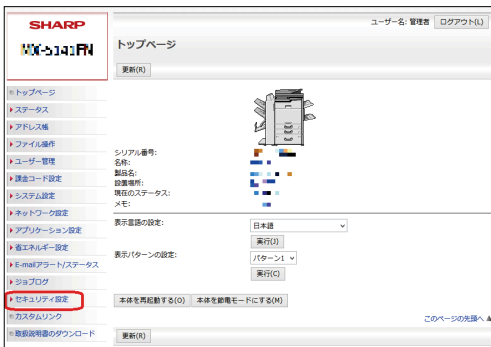 SHARP
ユーザー名: 管理者 ログアウト(L)
トップページ
更新(R)
トップページ
ステータス
アドレス帳
ファイル操作
ユーザー管理
課金コード設定
システム設定
ネットワーク設定
アプリケーション設定
省エネルギー設定
E-mailアラート/ステータス
ジョブログ
セキュリティ設定
カスタムリンク
取扱説明書のダウンロード
シリアル番号:
名称:
製品名:
設置場所:
現在のステータス:
メモ:
表示言語の設定: 日本語
実行(J)
表示パターンの設定: パターン1
実行(C)
本体を再起動する(O) 本体を節電モードにする(M)
このページの先頭へ
更新(R)